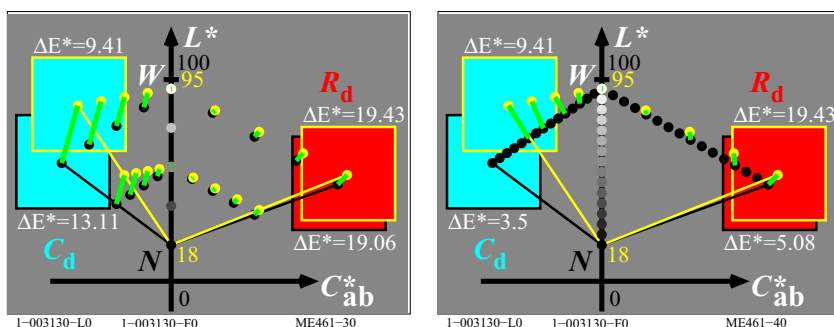 ΔE*=9.41
L*
W
100
95
R_d
ΔE*=19.43
ΔE*=13.11
C_d
N
18
ΔE*=19.06
0
C*_ab
1-003130-L0
1-003130-F0
ME461-30
ΔE*=9.41
L*
W
100
95
R_d
ΔE*=19.43
ΔE*=3.5
C_d
N
18
ΔE*=5.08
0
C*_ab
1-003130-L0
1-003130-F0
ME461-40